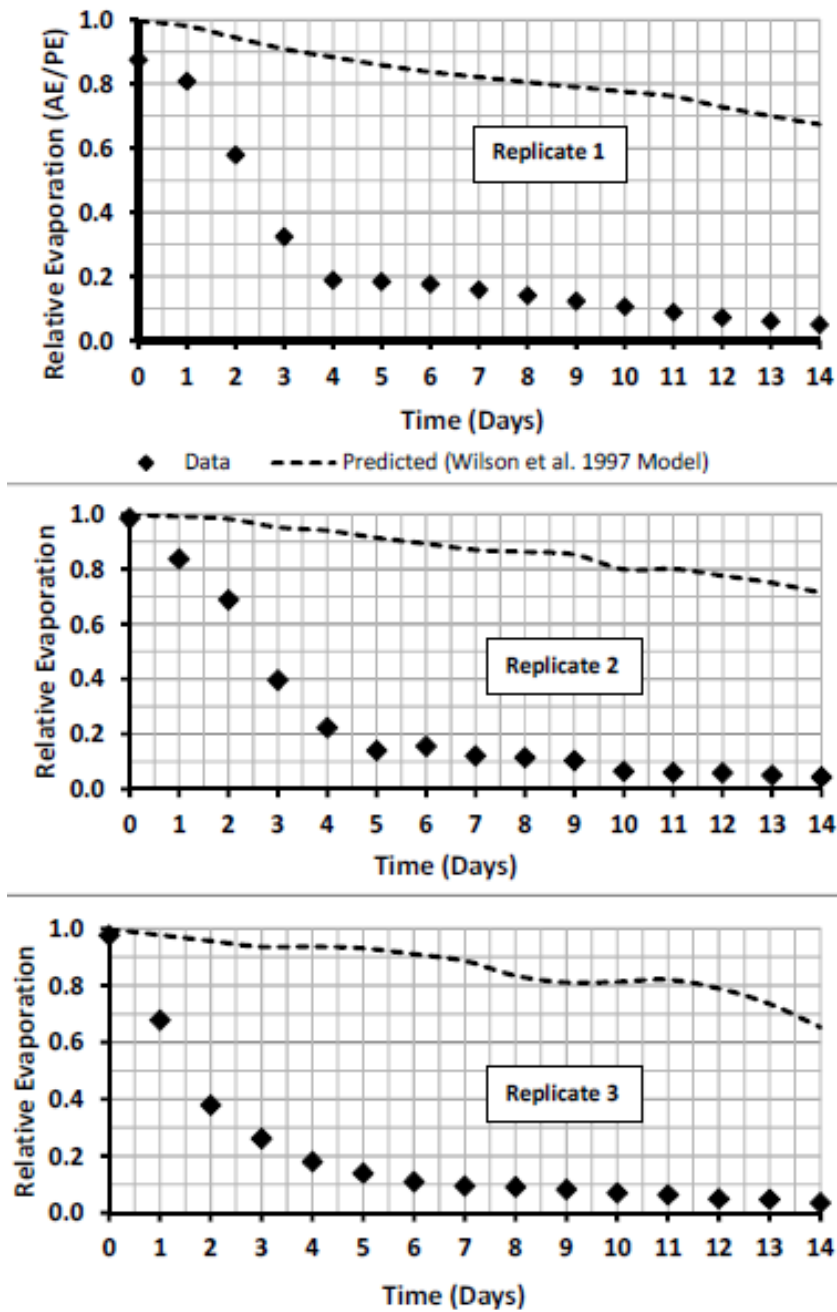 Relative Evaporation (AE/PE)
1.0
0.8
0.6
0.4
0.2
0.0
Replicate 1
0 1 2 3 4 5 6 7 8 9 10 11 12 13 14
Time (Days)
Data Predicted (Wilson et al. 1997 Model)
Relative Evaporation
1.0
0.8
0.6
0.4
0.2
0.0
Replicate 2
0 1 2 3 4 5 6 7 8 9 10 11 12 13 14
Time (Days)
Relative Evaporation
1.0
0.8
0.6
0.4
0.2
0.0
Replicate 3
0 1 2 3 4 5 6 7 8 9 10 11 12 13 14
Time (Days)